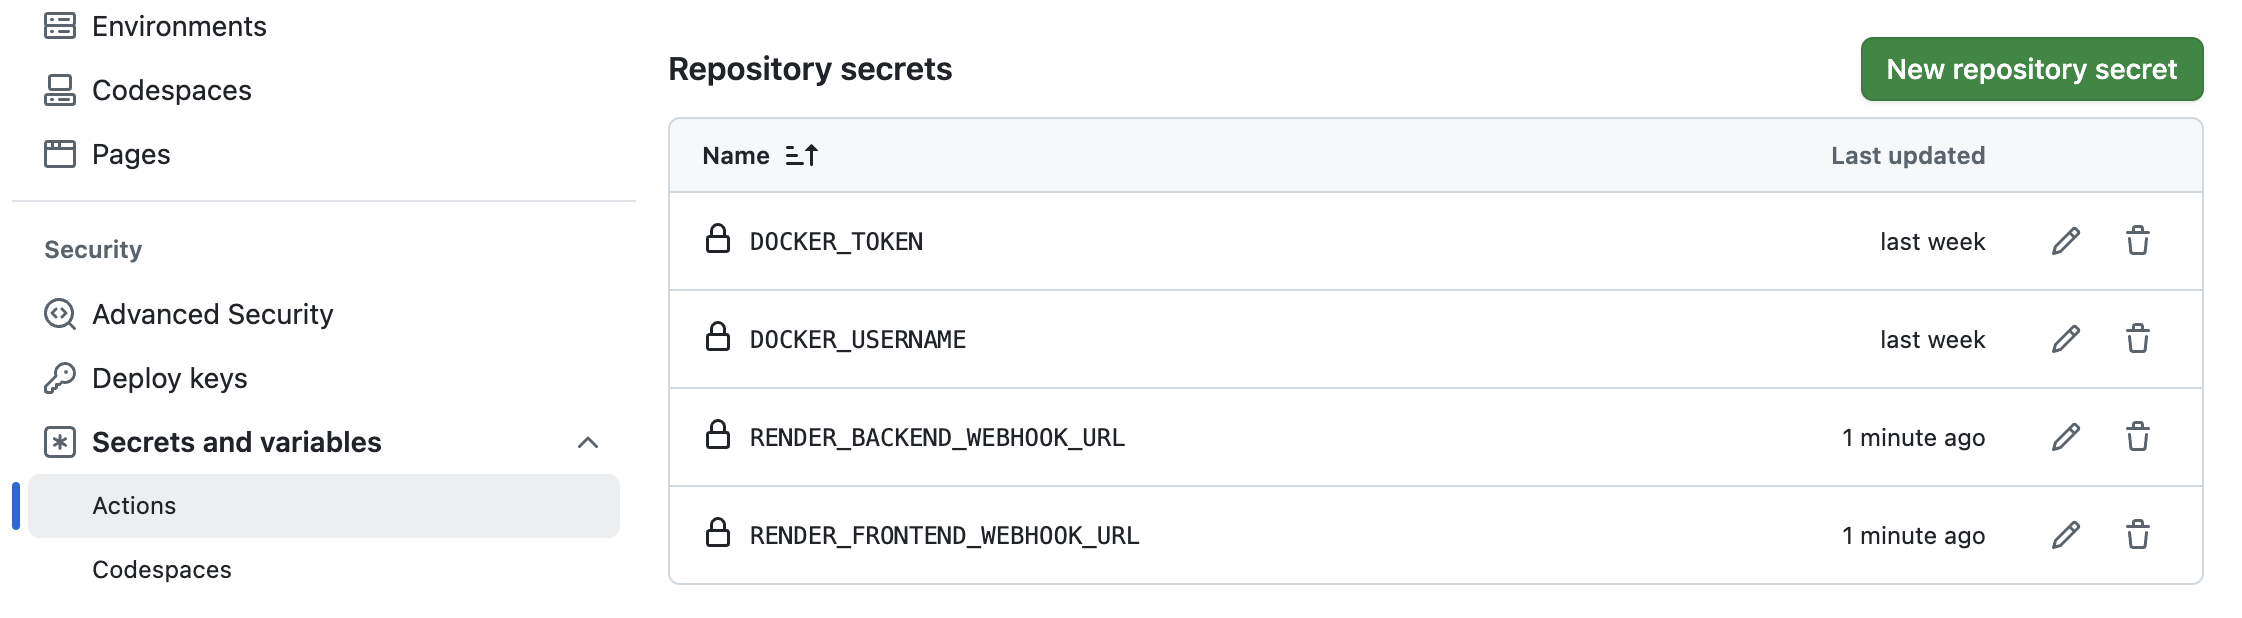 Environments
Codespaces
Pages
Security
Advanced Security
Deploy keys
Secrets and variables
Actions
Codespaces
Repository secrets
New repository secret
Name Last updated
DOCKER_TOKEN last week
DOCKER_USERNAME last week
RENDER_BACKEND_WEBHOOK_URL 1 minute ago
RENDER_FRONTEND_WEBHOOK_URL 1 minute ago